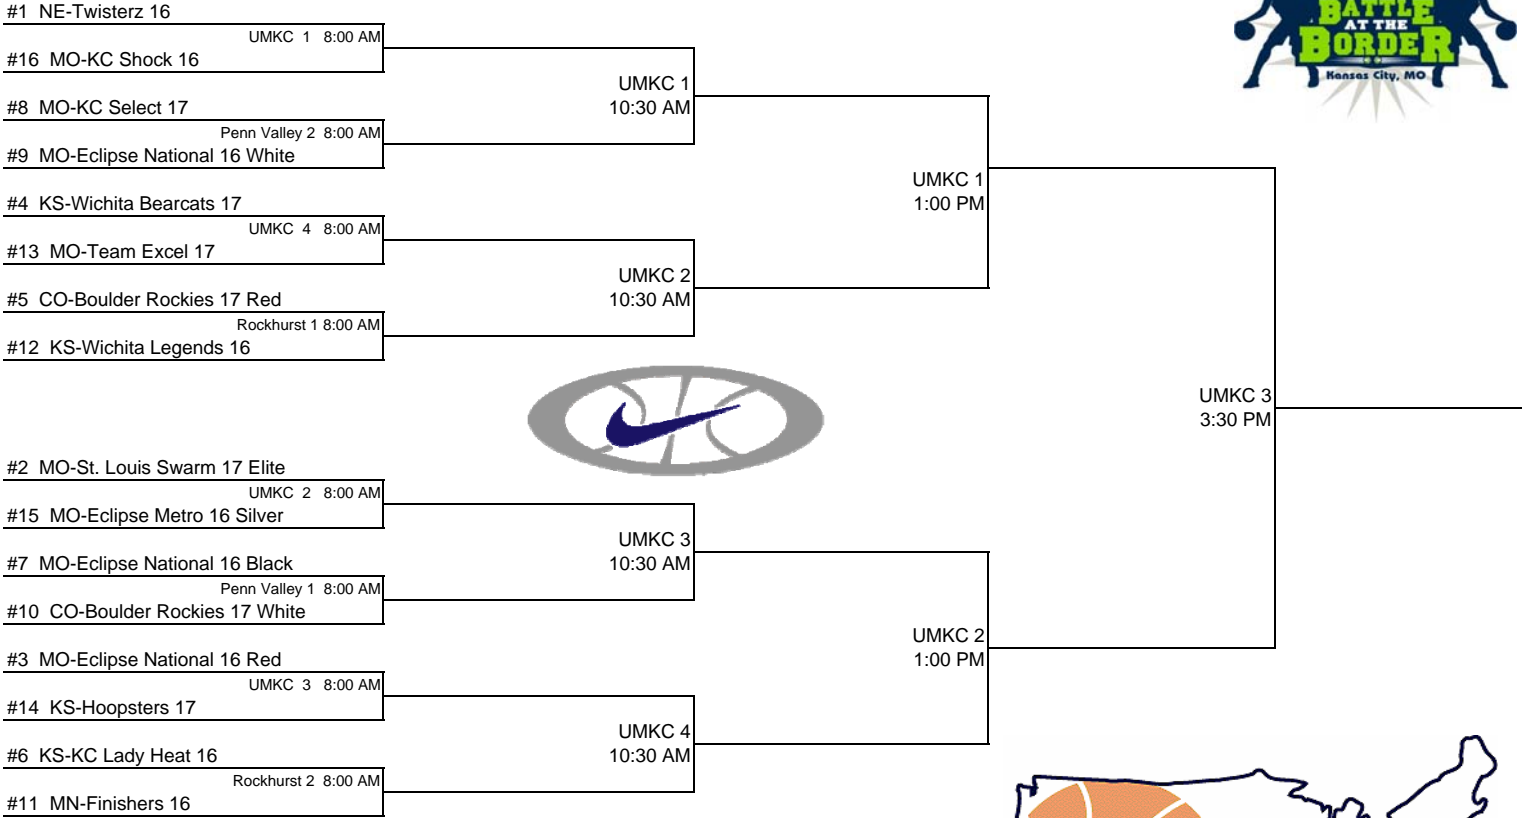 #1 NE-Twisterz 16
UMKC 1 8:00 AM
#16 MO-KC Shock 16
UMKC 1
10:30 AM
#8 MO-KC Select 17
Penn Valley 2 8:00 AM
#9 MO-Eclipse National 16 White
UMKC 1
1:00 PM
#4 KS-Wichita Bearcats 17
UMKC 4 8:00 AM
#13 MO-Team Excel 17
UMKC 2
10:30 AM
#5 CO-Boulder Rockies 17 Red
Rockhurst 1 8:00 AM
#12 KS-Wichita Legends 16
UMKC 3
3:30 PM
#2 MO-St. Louis Swarm 17 Elite
UMKC 2 8:00 AM
#15 MO-Eclipse Metro 16 Silver
UMKC 3
10:30 AM
#7 MO-Eclipse National 16 Black
Penn Valley 1 8:00 AM
#10 CO-Boulder Rockies 17 White
UMKC 2
1:00 PM
#3 MO-Eclipse National 16 Red
UMKC 3 8:00 AM
#14 KS-Hoopsters 17
UMKC 4
10:30 AM
#6 KS-KC Lady Heat 16
Rockhurst 2 8:00 AM
#11 MN-Finishers 16
BATTLE
AT THE
BORDER
Kansas City, MO